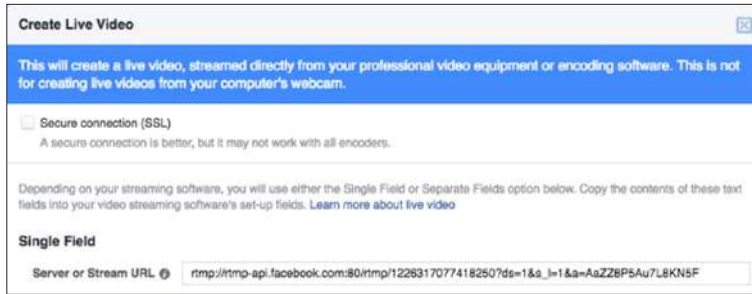 Create Live Video
This will create a live video, streamed directly from your professional video equipment or encoding software. This is not
for creating live videos from your computer's webcam.
Secure connection (SSL)
A secure connection is better, but it may not work with all encoders.
Depending on your streaming software, you will use either the Single Field or Separate Fields option below. Copy the contents of these text
fields into your video streaming software's set-up fields. Learn more about live video
Single Field
Server or Stream URL rtmp://rtmp-api.facebook.com:80/rtmp/1226317077418250?ds=1&s_l=1&a=AaZZ8P5Au7L8KN5F